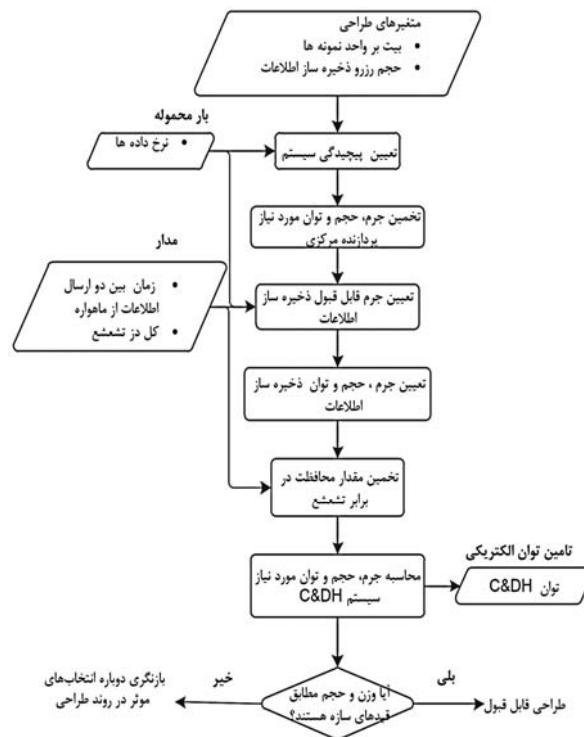 متغیرهای طراحی
• بیت بر واحد نمونه ها
• حجم رزرو ذخیره ساز اطلاعات
بار محموله
• نرخ داده ها
تعیین پیچیدگی سیستم
تخمین جرم، حجم و توان مورد نیاز
پردازنده مرکزی
مدار
• زمان بین دو ارسال
اطلاعات از ماهواره
• کل دز تشعشع
تعیین جرم قابل قبول ذخیره ساز
اطلاعات
تعیین جرم ، حجم و توان ذخیره ساز
اطلاعات
تخمین مقدار محافظت در
برابر تشعشع
محاسبه جرم، حجم و توان مورد نیاز
سیستم C&DH
تامین توان الکتریکی
توان C&DH
آیا وزن و حجم مطابق
قیدهای سازه هستند؟
بلی
طراحی قابل قبول
خیر
بازنگری دوباره انتخاب‌های
موثر در روند طراحی